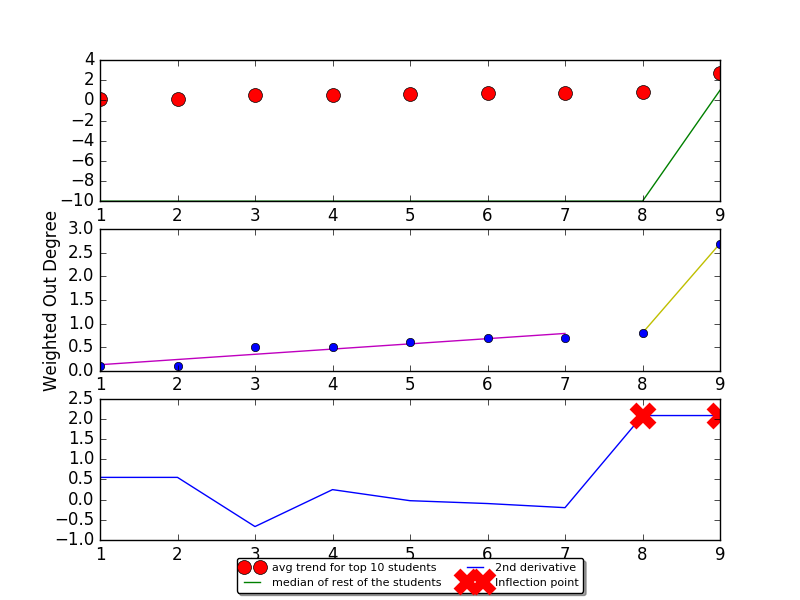 4
2
0
−2
−4
−6
−8
−10
1 2 3 4 5 6 7 8 9
Weighted Out Degree
3.0
2.5
2.0
1.5
1.0
0.5
0.0
1 2 3 4 5 6 7 8 9
2.5
2.0
1.5
1.0
0.5
0.0
−0.5
−1.0
1 2 3 4 5 6 7 8 9
avg trend for top 10 students
median of rest of the students
2nd derivative
Inflection point